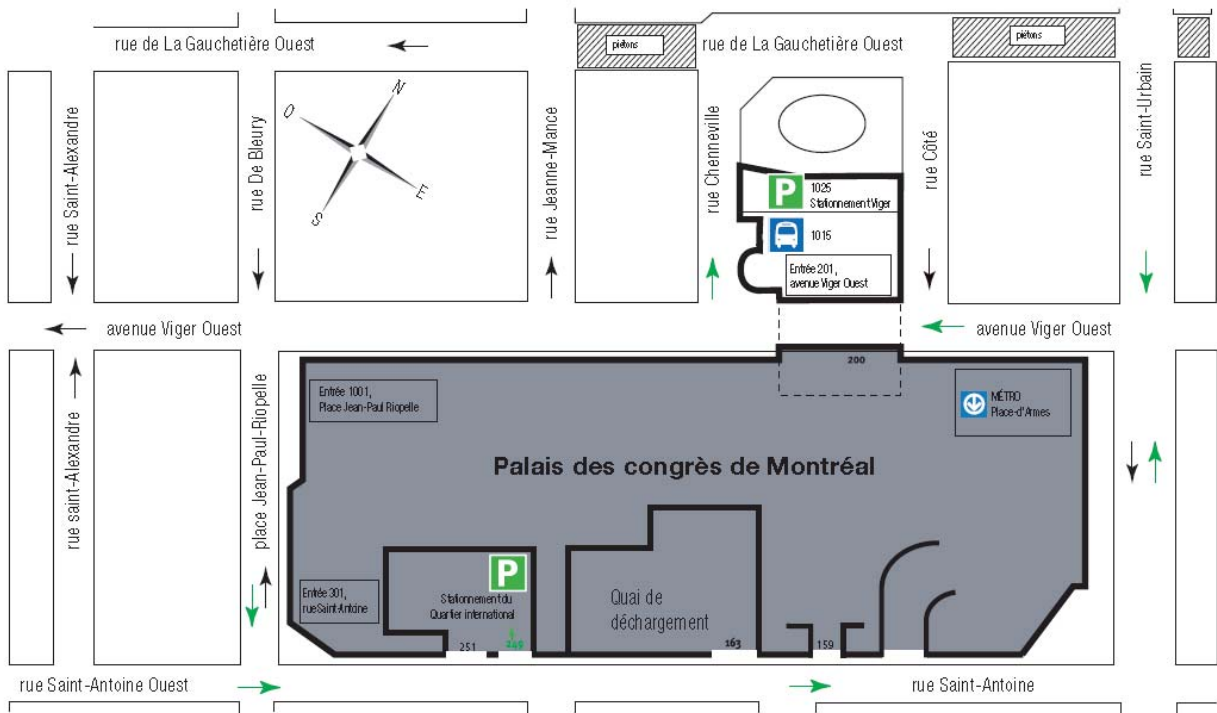 rue de La Gauchetière Ouest
piétons
rue de La Gauchetière Ouest
piétons
rue Saint-Alexandre
rue De Bleury
N
O
E
S
rue Jeanne-Mance
rue Chenneville
P
1025
Stationnement Viger
1015
Entrée 201,
avenue Viger Ouest
rue Côté
rue Saint-Urbain
avenue Viger Ouest
avenue Viger Ouest
rue saint-Alexandre
place Jean-Paul-Riopelle
Entrée 1001,
Place Jean-Paul Riopelle
200
MÉTRO
Place-d'Armes
Palais des congrès de Montréal
Entrée 301,
rue Saint-Antoine
P
Stationnement du
Quartier international
251
249
Quai de
déchargement
163
159
rue Saint-Antoine Ouest
rue Saint-Antoine